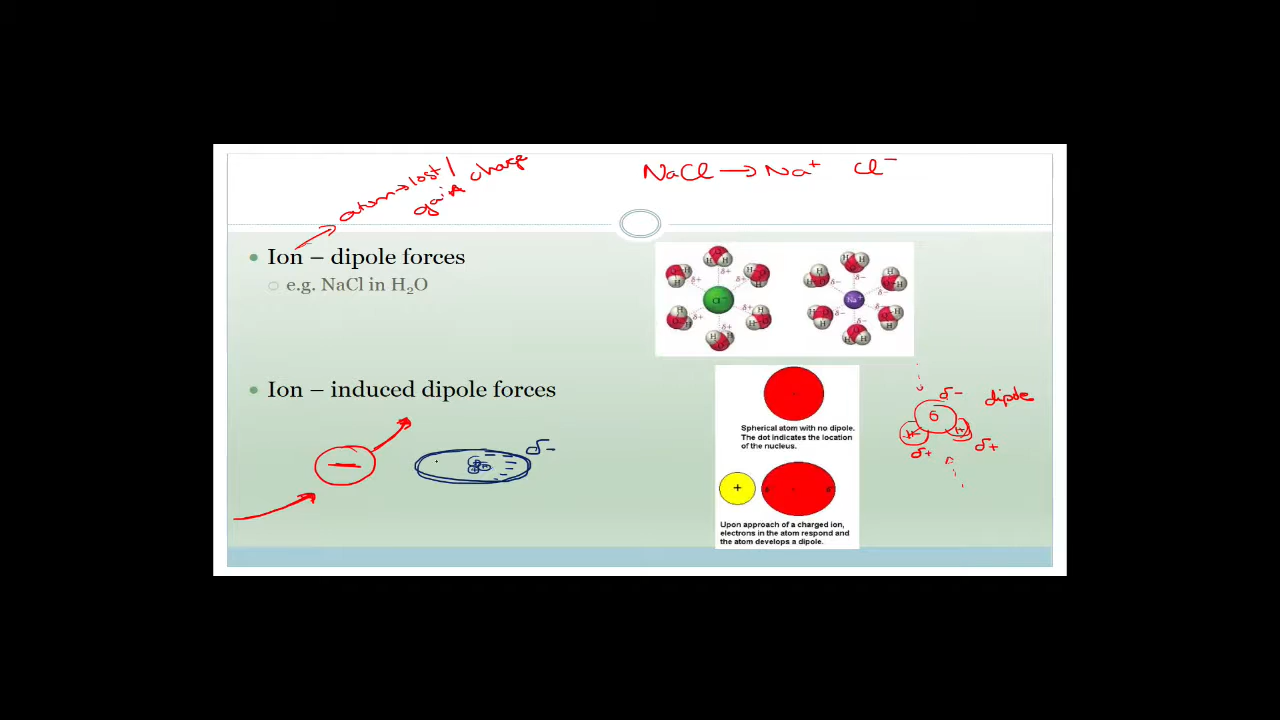 atom → lost /
gain charge
NaCl → Na⁺ Cl⁻
• Ion – dipole forces
e.g. NaCl in H₂O
H O H
H O H
H O H
H O H
H O H
H O H
δ+
δ+
δ+
δ+
δ+
δ+
Cl⁻
H O H
H O H
H O H
H O H
H O H
H O H
δ−
δ−
δ−
δ−
δ−
δ−
Na⁺
• Ion – induced dipole forces
−
δ−
Spherical atom with no dipole.
The dot indicates the location
of the nucleus.
+
Upon approach of a charged ion,
electrons in the atom respond and
the atom develops a dipole.
δ− dipole
O
H H
δ+ δ+